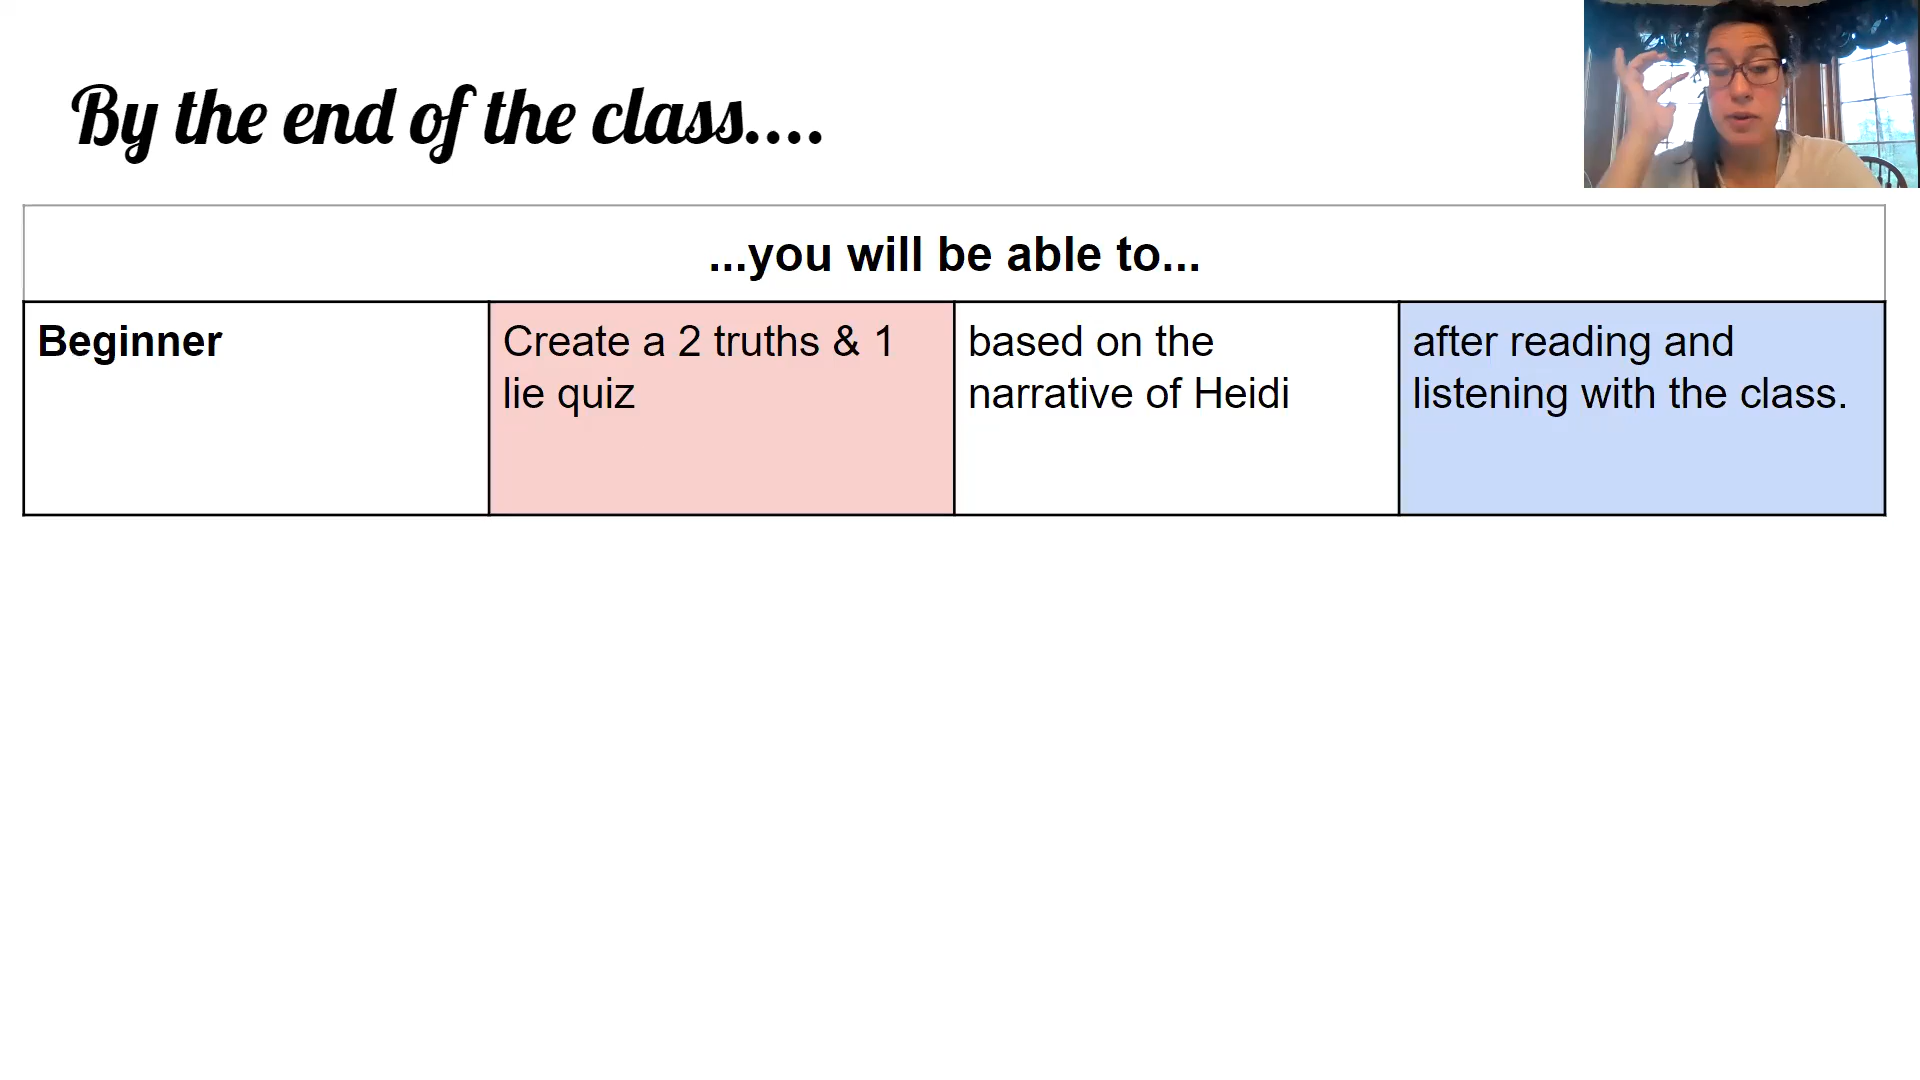 By the end of the class....
...you will be able to...
Beginner
Create a 2 truths & 1
lie quiz
based on the
narrative of Heidi
after reading and
listening with the class.